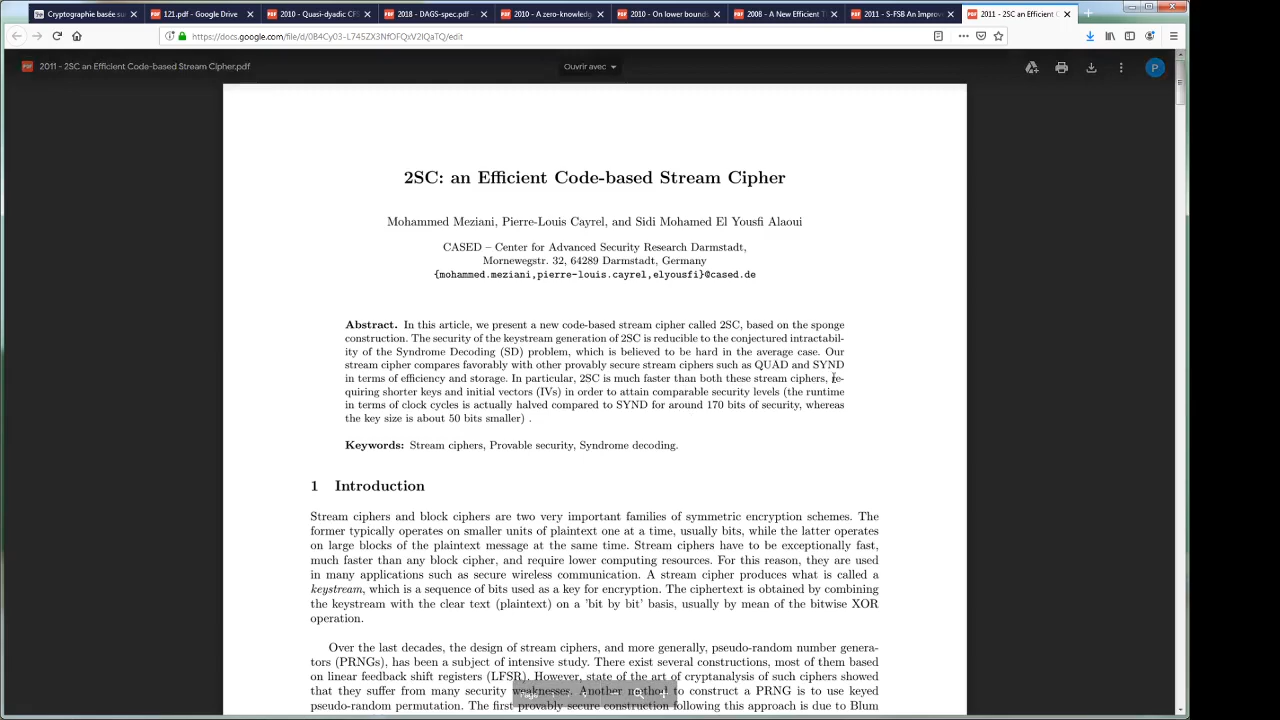 Cryptographie basée su
121.pdf - Google Drive
2010 - Quasi-dyadic CFS
2018 - DAGS-spec.pdf -
2010 - A zero-knowledg
2010 - On lower bounds
2008 - A New Efficient T
2011 - S-FSB An Improv
2011 - 2SC an Efficient
https://docs.google.com/file/d/0B4Cy03-L745ZX3NfOFQxV2lQaTQ/edit
2011 - 2SC an Efficient Code-based Stream Cipher.pdf
Ouvrir avec
P
2SC: an Efficient Code-based Stream Cipher
Mohammed Meziani, Pierre-Louis Cayrel, and Sidi Mohamed El Yousfi Alaoui
CASED – Center for Advanced Security Research Darmstadt,
Mornewegstr. 32, 64289 Darmstadt, Germany
{mohammed.meziani,pierre-louis.cayrel,elyousfi}@cased.de
Abstract. In this article, we present a new code-based stream cipher called 2SC, based on the sponge
construction. The security of the keystream generation of 2SC is reducible to the conjectured intractabil-
ity of the Syndrome Decoding (SD) problem, which is believed to be hard in the average case. Our
stream cipher compares favorably with other provably secure stream ciphers such as QUAD and SYND
in terms of efficiency and storage. In particular, 2SC is much faster than both these stream ciphers, re-
quiring shorter keys and initial vectors (IVs) in order to attain comparable security levels (the runtime
in terms of clock cycles is actually halved compared to SYND for around 170 bits of security, whereas
the key size is about 50 bits smaller) .
Keywords: Stream ciphers, Provable security, Syndrome decoding.
1 Introduction
Stream ciphers and block ciphers are two very important families of symmetric encryption schemes. The
former typically operates on smaller units of plaintext one at a time, usually bits, while the latter operates
on large blocks of the plaintext message at the same time. Stream ciphers have to be exceptionally fast,
much faster than any block cipher, and require lower computing resources. For this reason, they are used
in many applications such as secure wireless communication. A stream cipher produces what is called a
keystream, which is a sequence of bits used as a key for encryption. The ciphertext is obtained by combining
the keystream with the clear text (plaintext) on a 'bit by bit' basis, usually by mean of the bitwise XOR
operation.
Over the last decades, the design of stream ciphers, and more generally, pseudo-random number genera-
tors (PRNGs), has been a subject of intensive study. There exist several constructions, most of them based
on linear feedback shift registers (LFSR). However, state of the art of cryptanalysis of such ciphers showed
that they suffer from many security weaknesses. Another method to construct a PRNG is to use keyed
pseudo-random permutation. The first provably secure construction following this approach is due to Blum